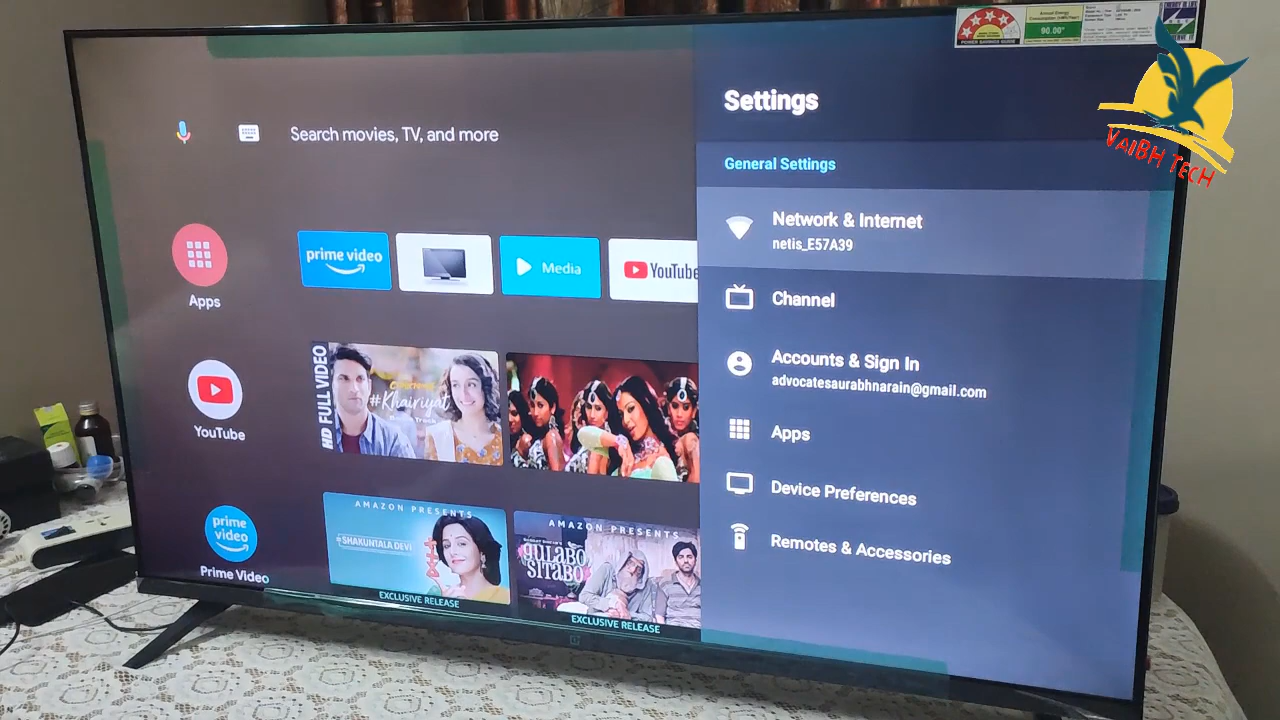 Settings
General Settings
Network & Internet
netis_E57A39
Channel
Accounts & Sign In
advocatesaurabhnarain@gmail.com
Apps
Device Preferences
Remotes & Accessories
Search movies, TV, and more
Apps
prime video
Media
YouTube
YouTube
HD FULL VIDEO
#Khairiyat
Prime Video
prime video
AMAZON PRESENTS
SHAKUNTALA DEVI
EXCLUSIVE RELEASE
AMAZON PRESENTS
GULABO SITABO
EXCLUSIVE RELEASE
90.00
VAIBH TECH